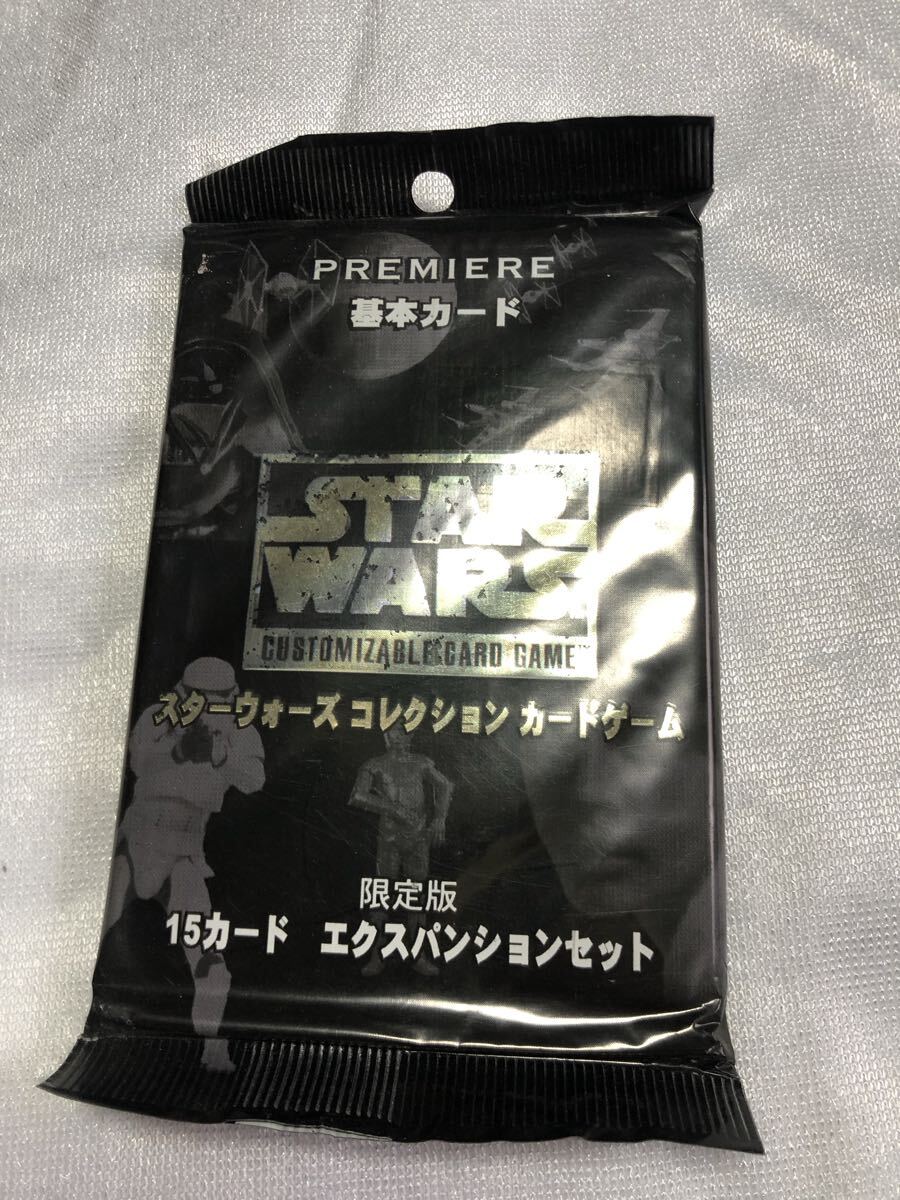 PREMIERE
基本カード
STAR
WARS
CUSTOMIZABLE CARD GAME™
スターウォーズ コレクション カードゲーム
限定版
15カード エクスパンションセット